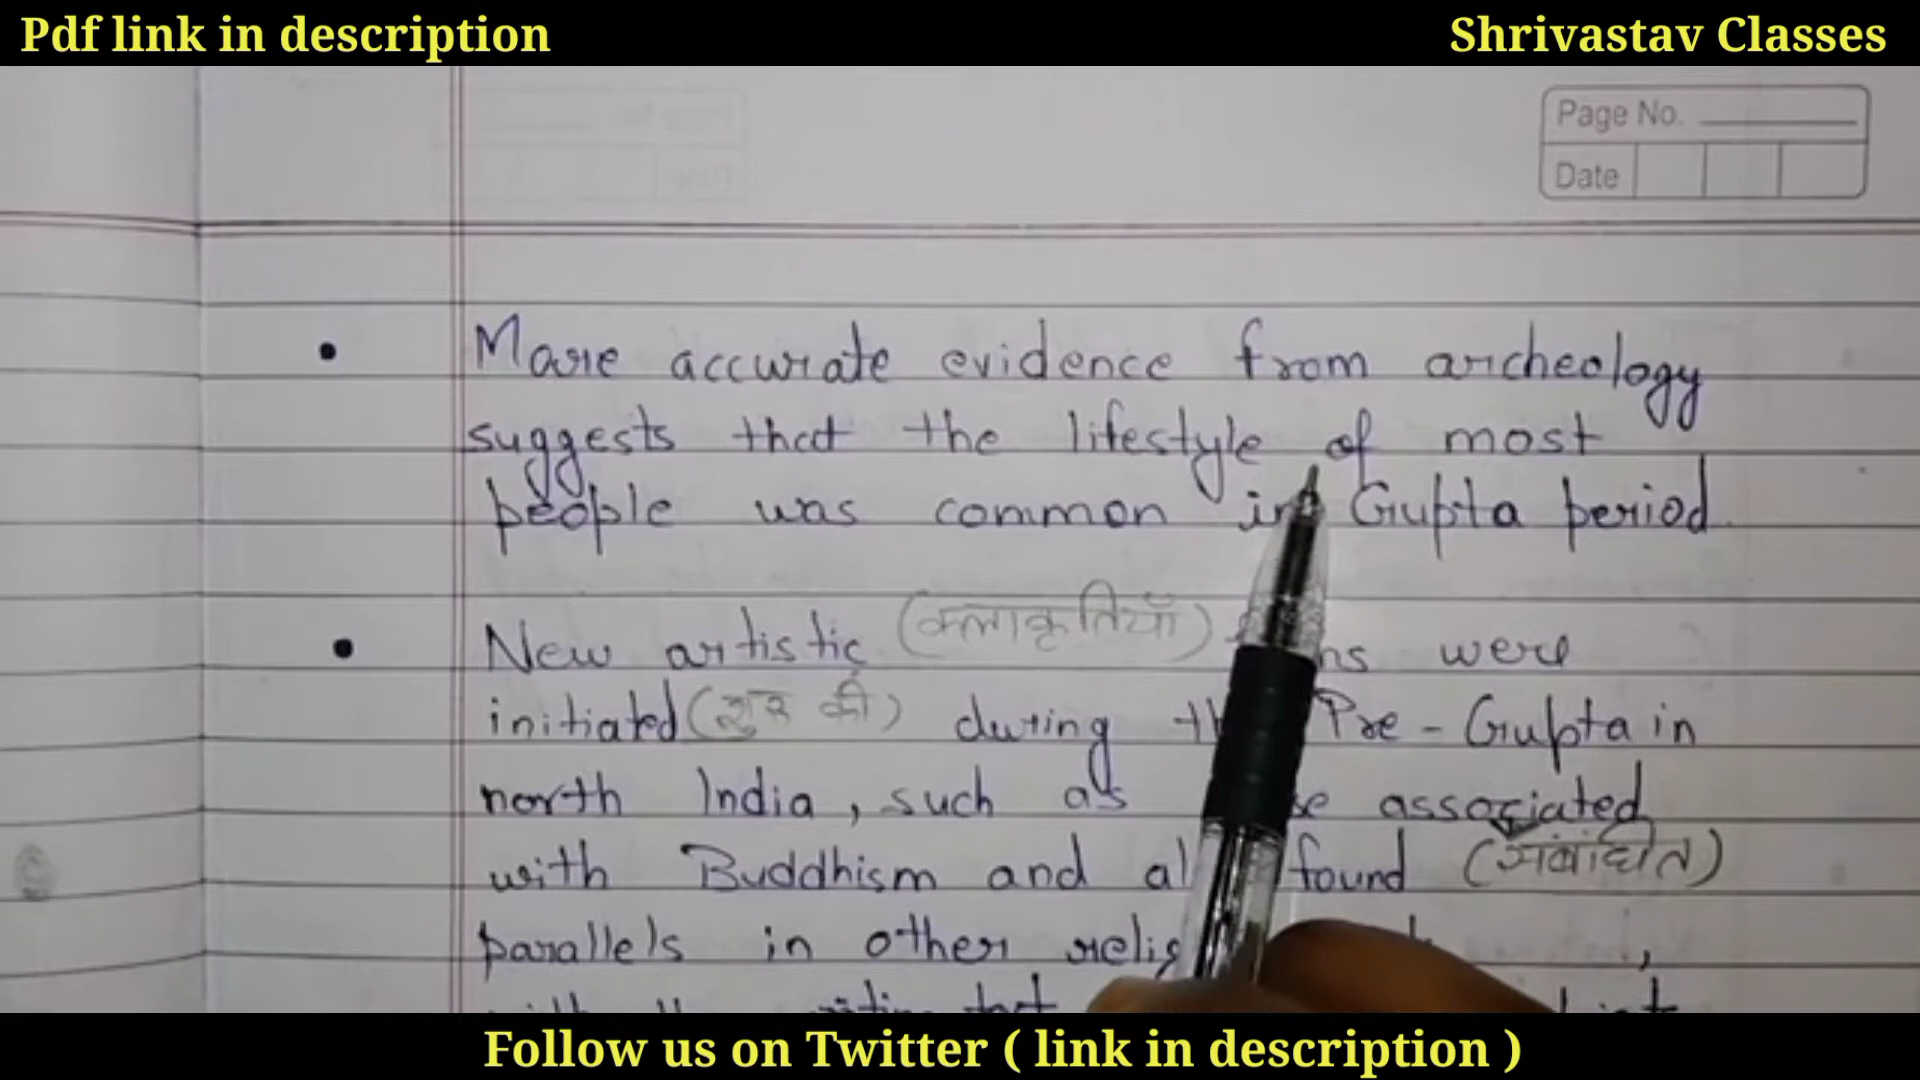 Pdf link in description
Shrivastav Classes
Page No.
Date
• More accurate evidence from archeology
suggests that the lifestyle of most
people was common in Gupta period
• New artistic (कलाकृतियाँ) were
initiated (शुरू की) during Pre - Gupta in
north India, such as associated
with Buddhism and found (संबंधित)
parallels in other
Follow us on Twitter ( link in description )